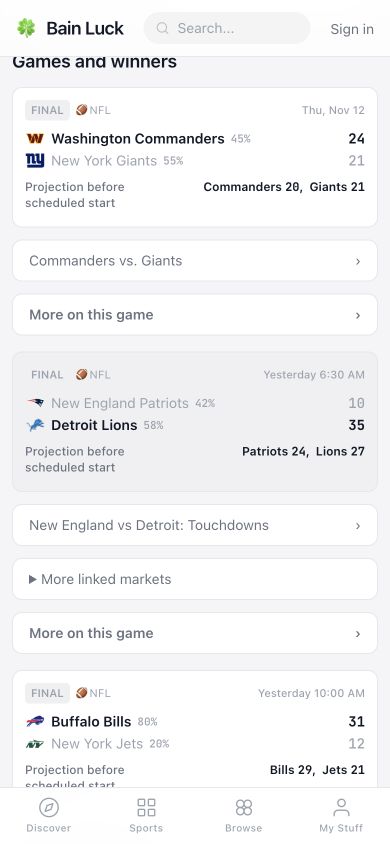 Bain Luck
Search...
Sign in
Games and winners
FINAL
NFL
Thu, Nov 12
Washington Commanders 45% 24
New York Giants 55% 21
Projection before scheduled start
Commanders 20, Giants 21
Commanders vs. Giants
More on this game
FINAL
NFL
Yesterday 6:30 AM
New England Patriots 42% 10
Detroit Lions 58% 35
Projection before scheduled start
Patriots 24, Lions 27
New England vs Detroit: Touchdowns
More linked markets
More on this game
FINAL
NFL
Yesterday 10:00 AM
Buffalo Bills 80% 31
New York Jets 20% 12
Projection before scheduled start
Bills 29, Jets 21
Discover
Sports
Browse
My Stuff